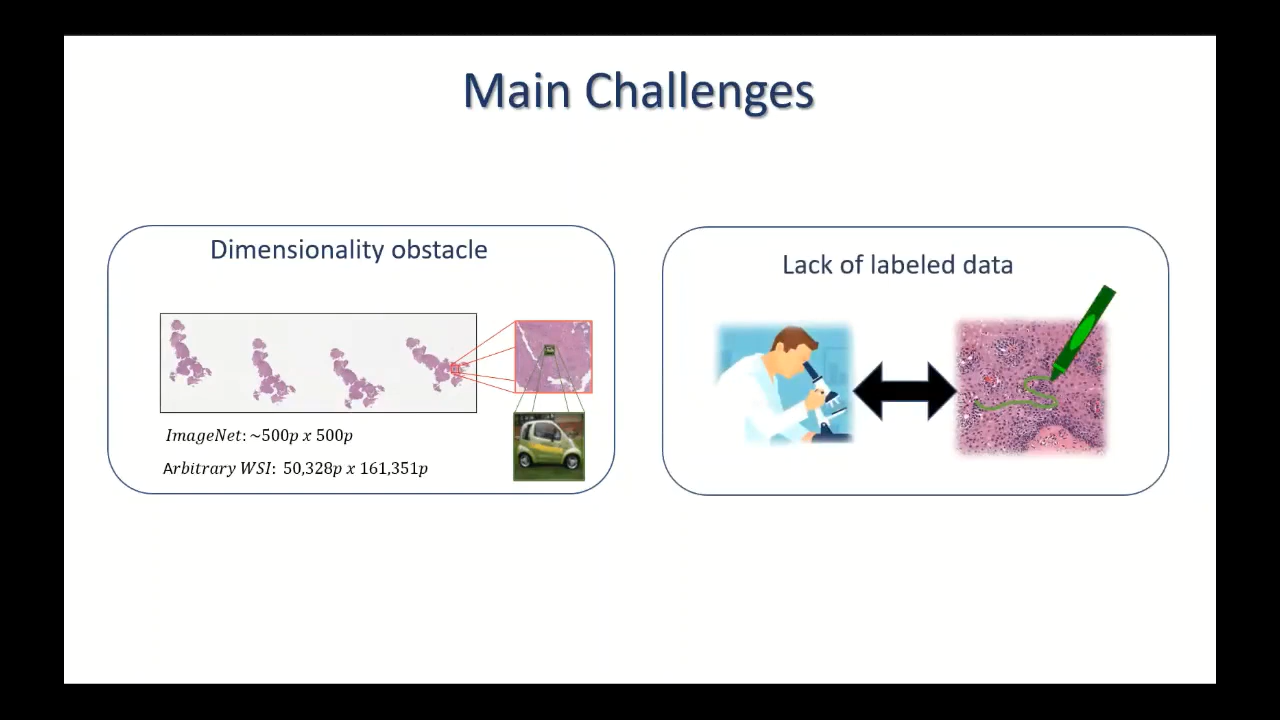 Main Challenges
Dimensionality obstacle
ImageNet: ~500p x 500p
Arbitrary WSI: 50,328p x 161,351p
Lack of labeled data